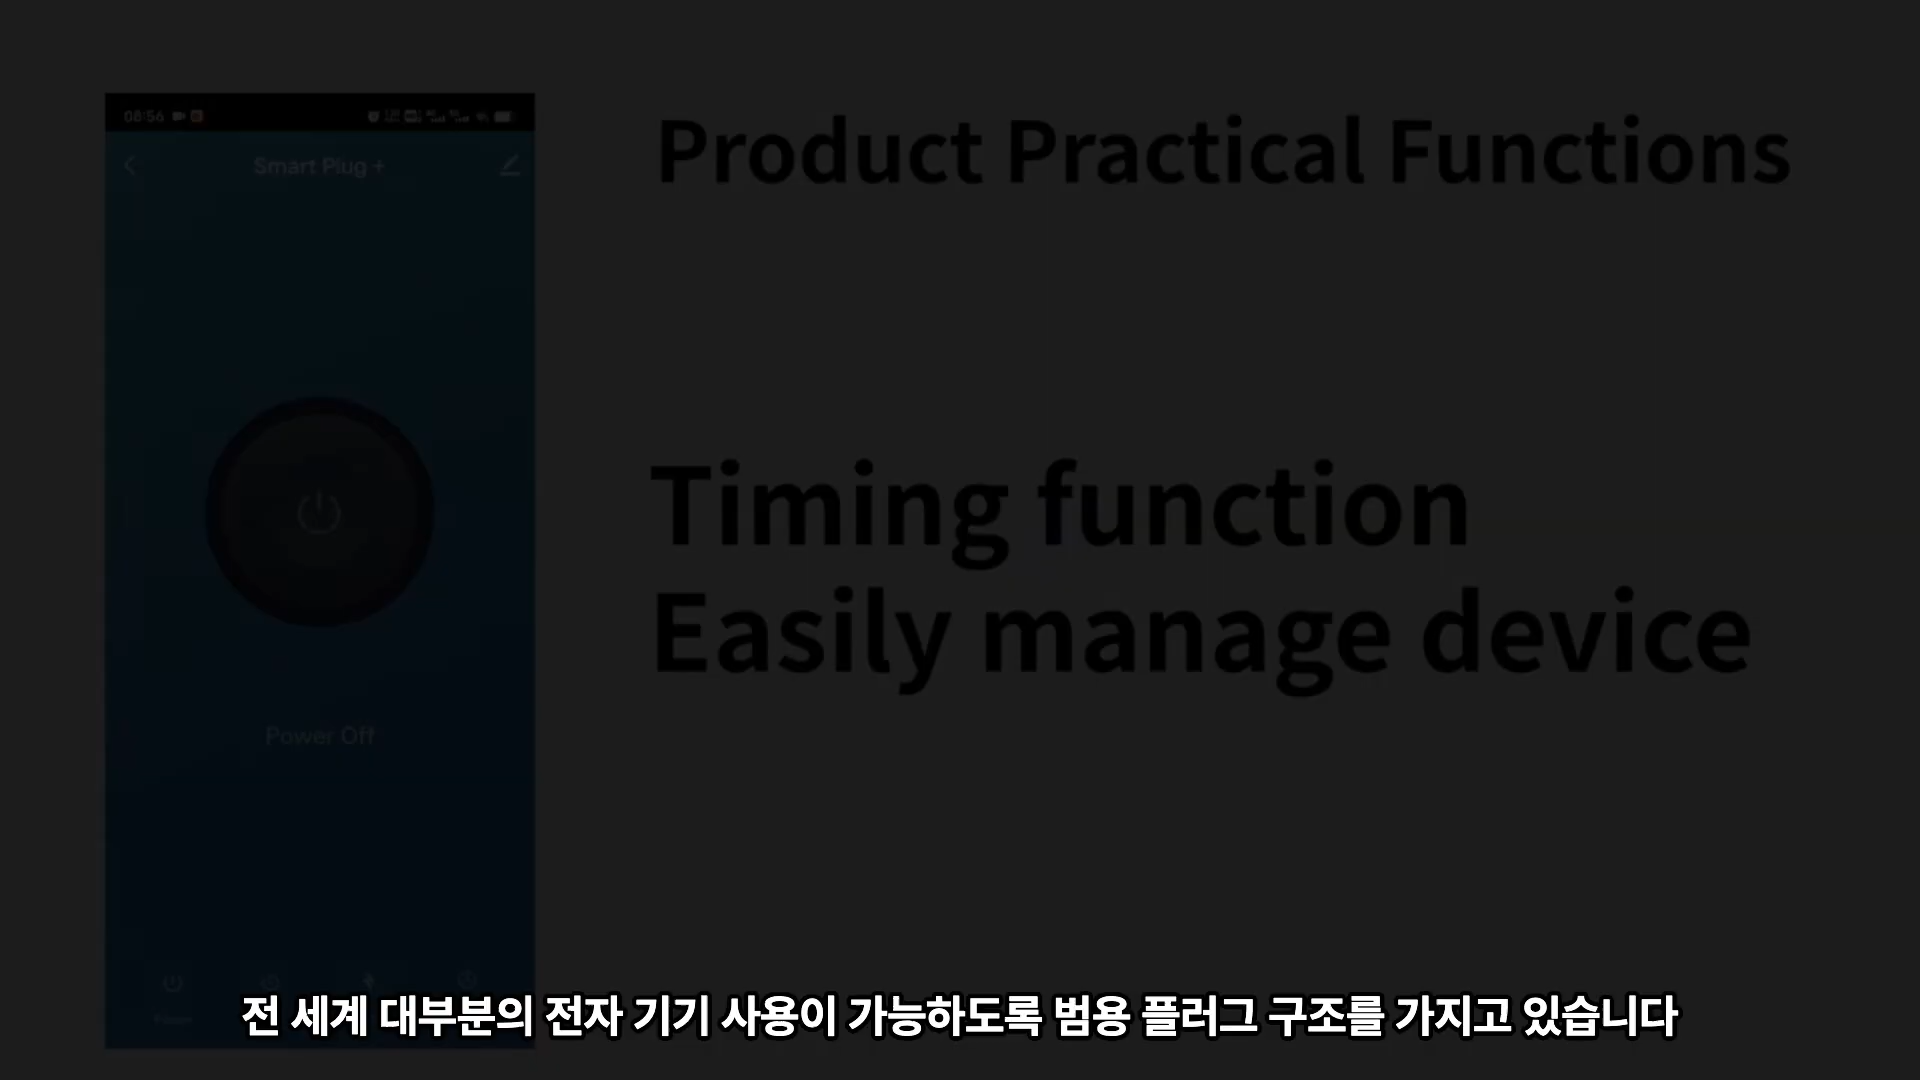 08:56
Smart Plug +
Product Practical Functions
Timing function
Easily manage device
Power Off
전 세계 대부분의 전자 기기 사용이 가능하도록 범용 플러그 구조를 가지고 있습니다